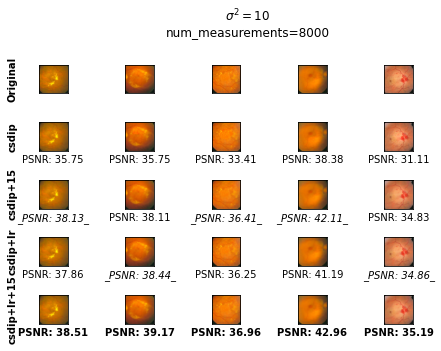 σ² = 10
num_measurements=8000
Original
csdip
PSNR: 35.75 PSNR: 35.75 PSNR: 33.41 PSNR: 38.38 PSNR: 31.11
csdip+15
_PSNR: 38.13_ PSNR: 38.11 _PSNR: 36.41_ _PSNR: 42.11_ PSNR: 34.83
csdip+lr
PSNR: 37.86 _PSNR: 38.44_ PSNR: 36.25 PSNR: 41.19 _PSNR: 34.86_
csdip+lr+15
PSNR: 38.51 PSNR: 39.17 PSNR: 36.96 PSNR: 42.96 PSNR: 35.19